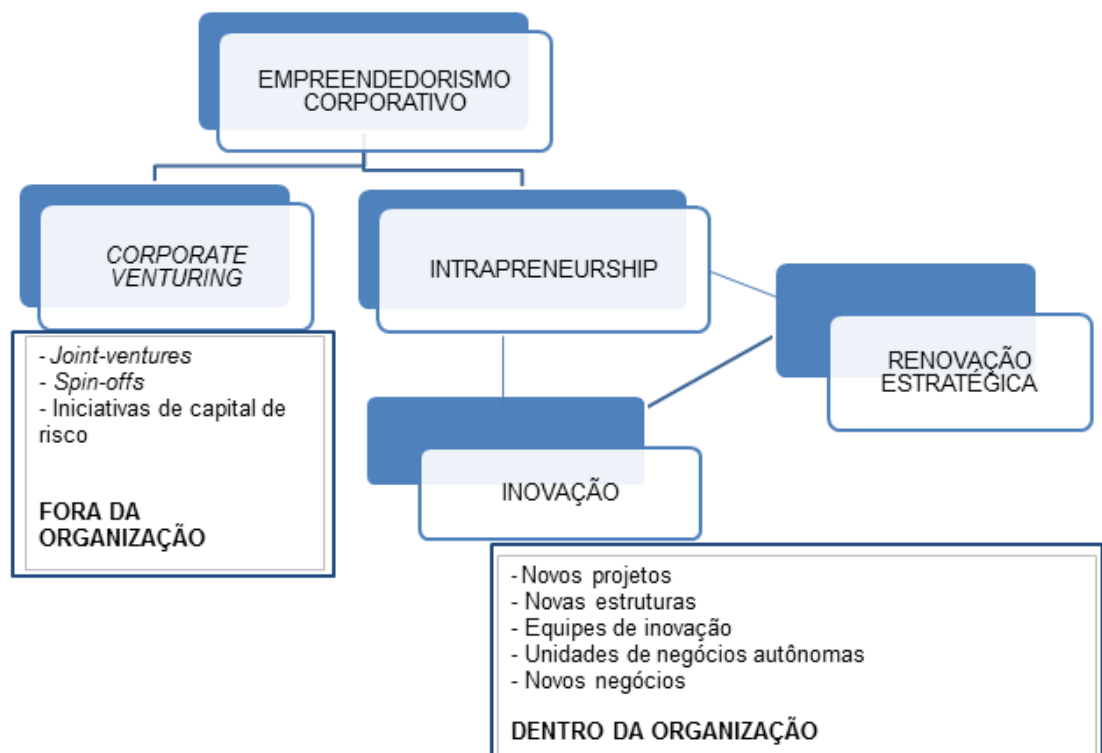 EMPREENDEDORISMO
CORPORATIVO
CORPORATE
VENTURING
INTRAPRENEURSHIP
RENOVAÇÃO
ESTRATÉGICA
- Joint-ventures
- Spin-offs
- Iniciativas de capital de
risco
FORA DA
ORGANIZAÇÃO
INOVAÇÃO
- Novos projetos
- Novas estruturas
- Equipes de inovação
- Unidades de negócios autônomas
- Novos negócios
DENTRO DA ORGANIZAÇÃO